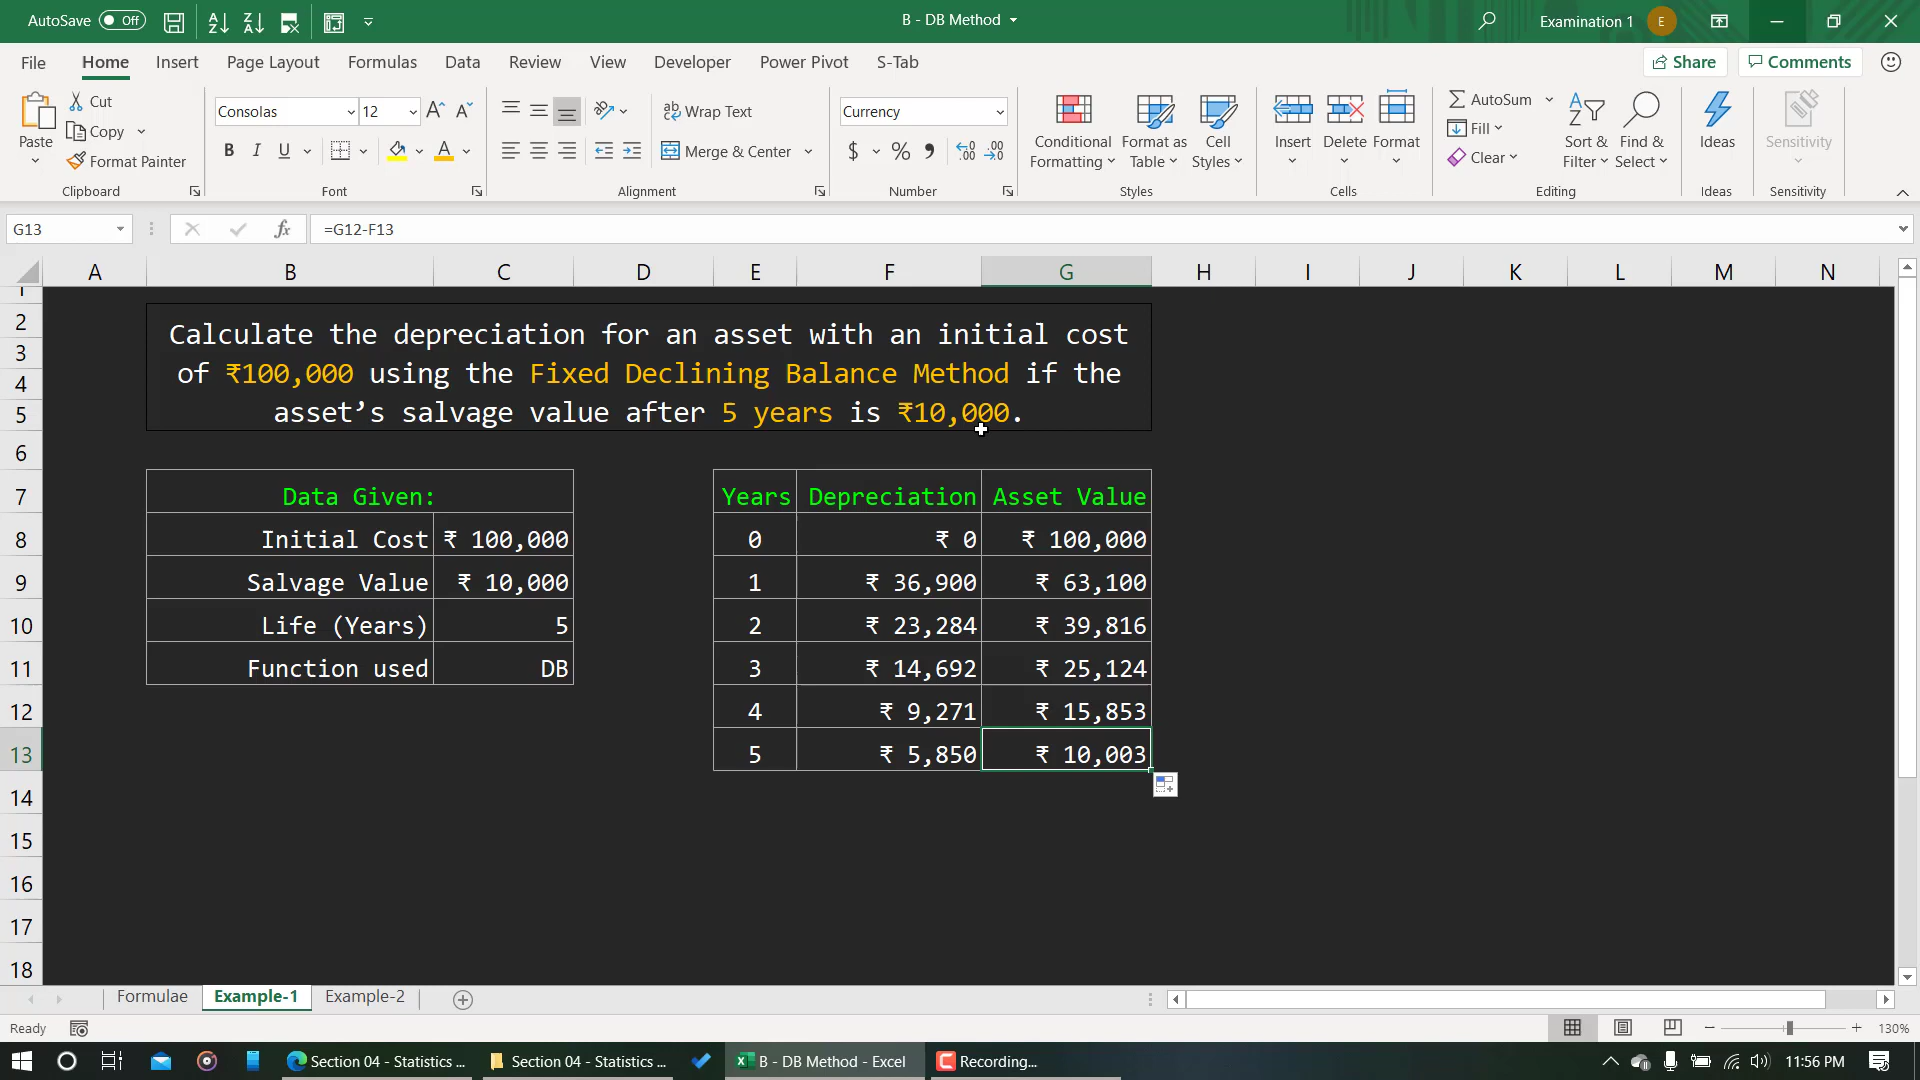 AutoSave Off
B - DB Method
Examination 1
E
File Home Insert Page Layout Formulas Data Review View Developer Power Pivot S-Tab
Share Comments
Paste
Cut
Copy
Format Painter
Clipboard
Consolas 12
B I U
Font
Wrap Text
Merge & Center
Alignment
Currency
Number
Conditional Formatting
Format as Table
Cell Styles
Styles
Insert Delete Format
Cells
AutoSum
Fill
Clear
Sort & Filter
Find & Select
Editing
Ideas
Ideas
Sensitivity
Sensitivity
G13
fx
=G12-F13
A B C D E F G H I J K L M N
1
2
3
4
5
6
7
8
9
10
11
12
13
14
15
16
17
18
Calculate the depreciation for an asset with an initial cost
of ₹100,000 using the Fixed Declining Balance Method if the
asset’s salvage value after 5 years is ₹10,000.
Data Given:
Initial Cost ₹ 100,000
Salvage Value ₹ 10,000
Life (Years) 5
Function used DB
Years Depreciation Asset Value
0 ₹ 0 ₹ 100,000
1 ₹ 36,900 ₹ 63,100
2 ₹ 23,284 ₹ 39,816
3 ₹ 14,692 ₹ 25,124
4 ₹ 9,271 ₹ 15,853
5 ₹ 5,850 ₹ 10,003
Formulae Example-1 Example-2
Ready
130%
Section 04 - Statistics ...
Section 04 - Statistics ...
B - DB Method - Excel
Recording...
11:56 PM